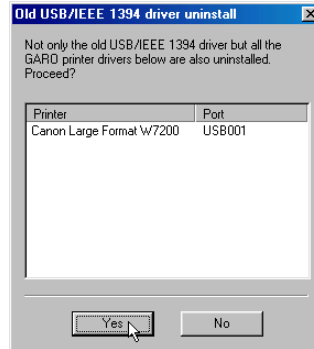 Old USB/IEEE 1394 driver uninstall
Not only the old USB/IEEE 1394 driver but all the
GARO printer drivers below are also uninstalled.
Proceed?
Printer Port
Canon Large Format W7200 USB001
Yes No